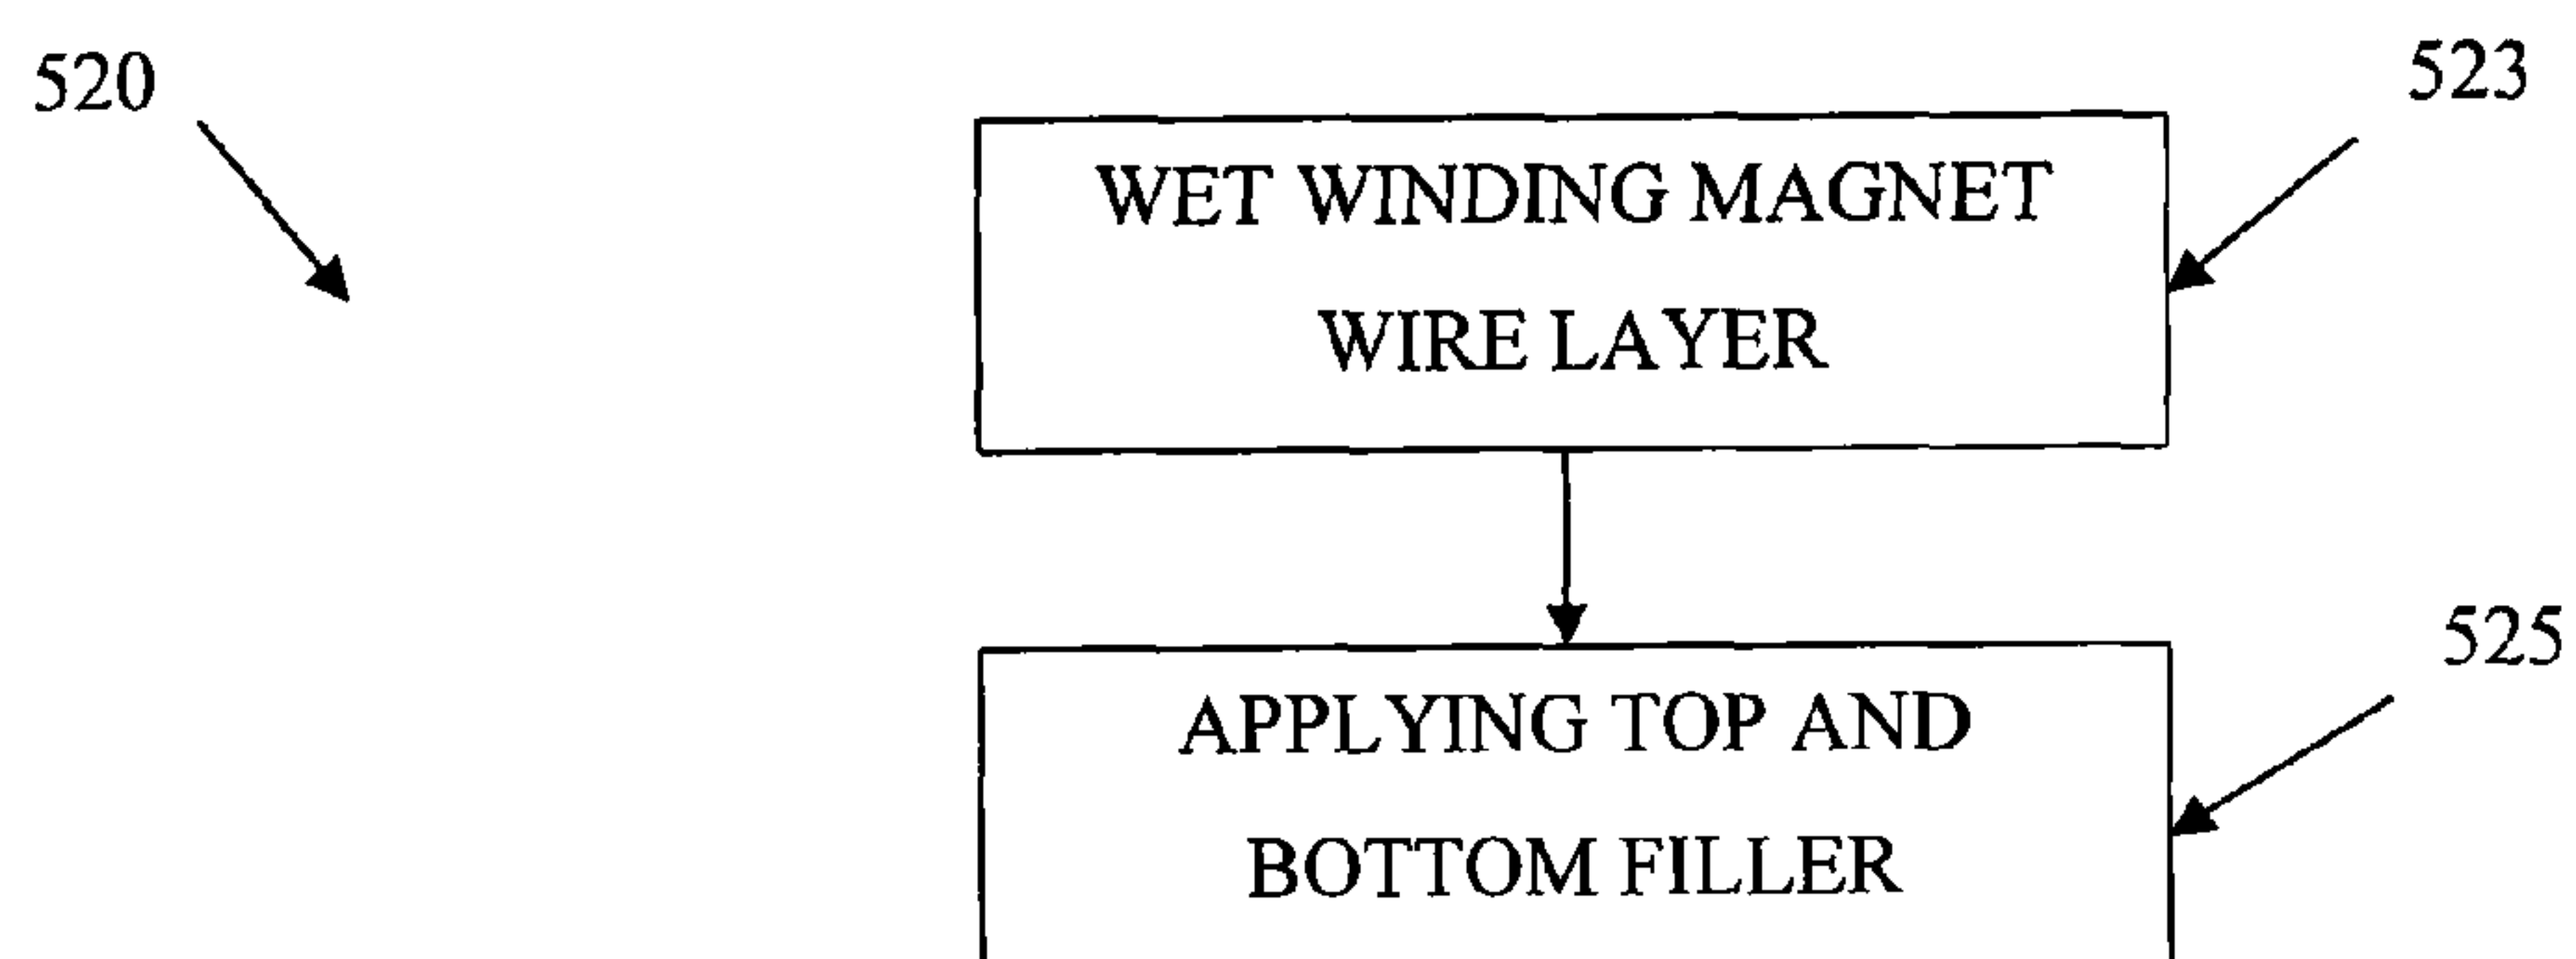 520
523
WET WINDING MAGNET
WIRE LAYER
525
APPLYING TOP AND
BOTTOM FILLER